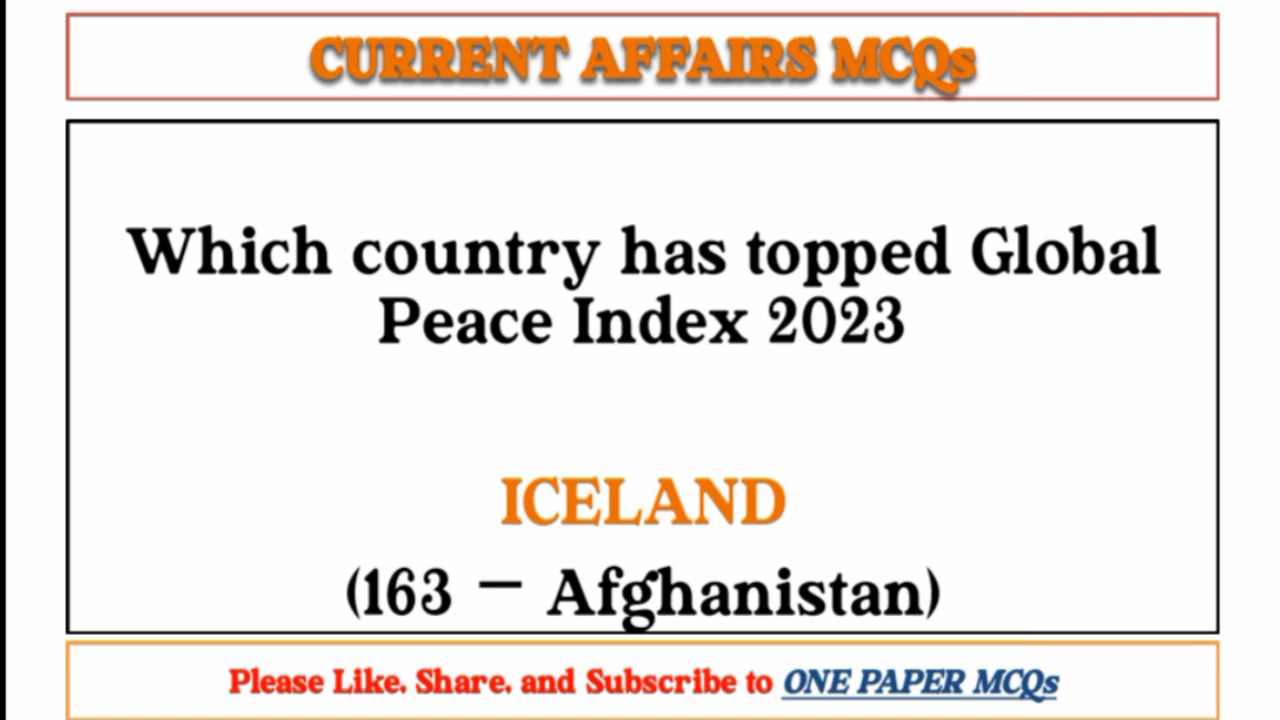 CURRENT AFFAIRS MCQs
Which country has topped Global
Peace Index 2023
ICELAND
(163 – Afghanistan)
Please Like. Share. and Subscribe to ONE PAPER MCQs